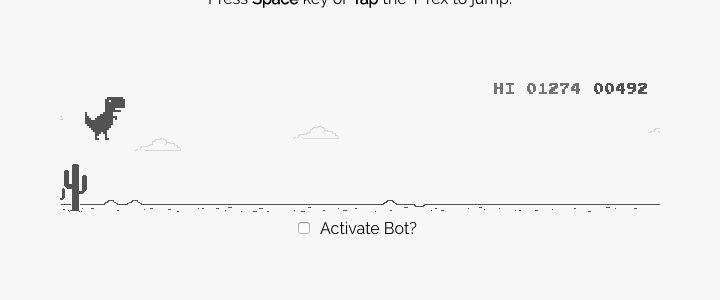 Press Space key or Tap the T-rex to jump.
HI 01274 00492
Activate Bot?